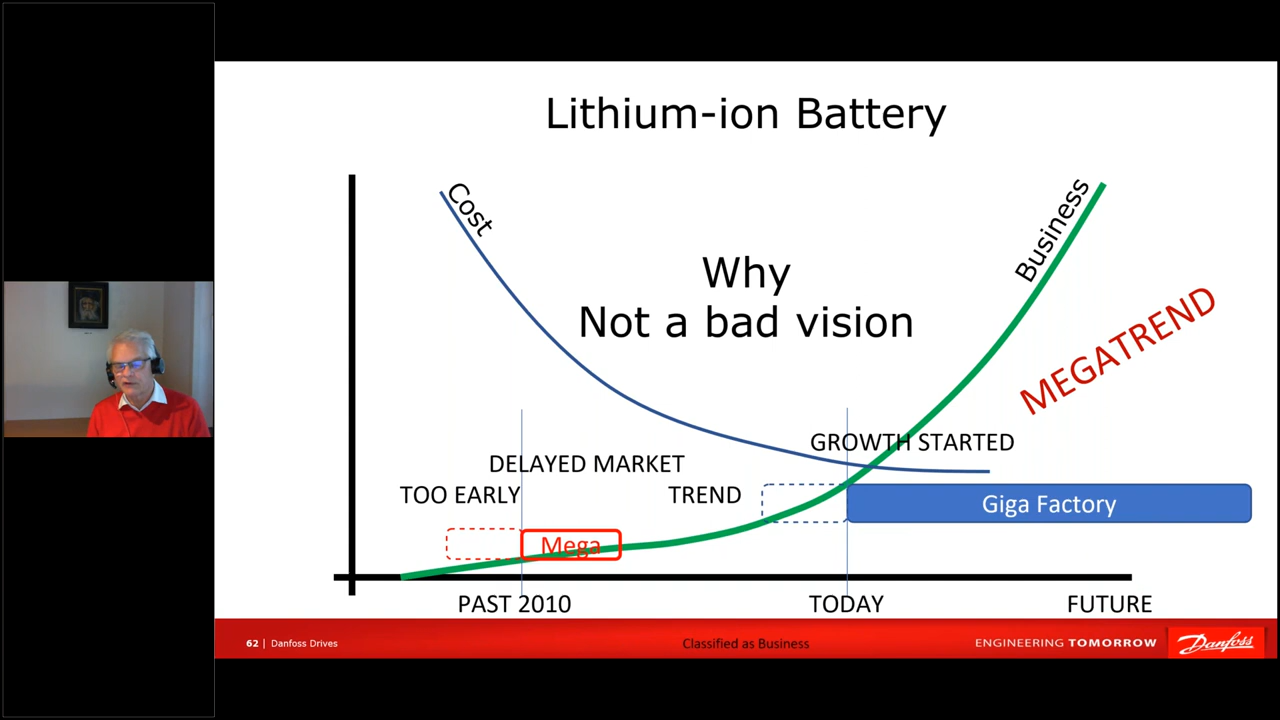 Lithium-ion Battery
Cost
Business
Why
Not a bad vision
MEGATREND
GROWTH STARTED
DELAYED MARKET
TOO EARLY
TREND
Giga Factory
Mega
PAST 2010
TODAY
FUTURE
62 | Danfoss Drives
Classified as Business
ENGINEERING TOMORROW
Danfoss